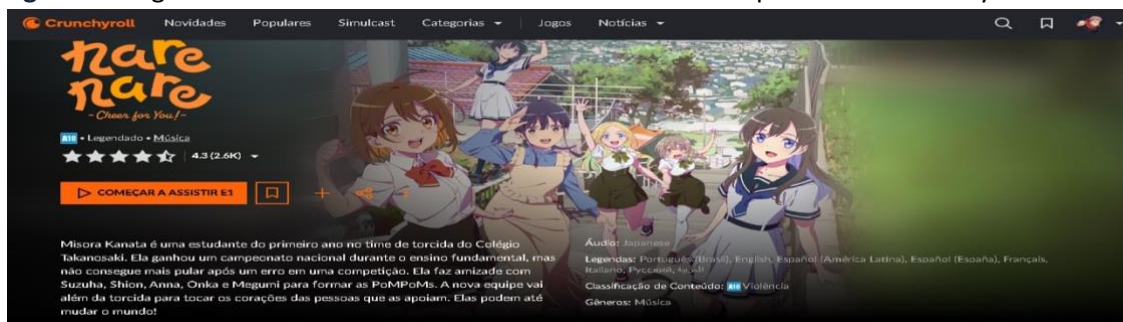 Crunchyroll Novidades Populares Simulcast Categorias Jogos Notícias
nare
nare
- Cheer for You! -
A10 • Legendado • Música
4.3 (2.6K)
COMEÇAR A ASSISTIR E1
Misora Kanata é uma estudante do primeiro ano no time de torcida do Colégio
Takanosaki. Ela ganhou um campeonato nacional durante o ensino fundamental, mas
não consegue mais pular após um erro em uma competição. Ela faz amizade com
Suzuha, Shion, Anna, Onka e Megumi para formar as PoMPoMs. A nova equipe vai
além da torcida para tocar os corações das pessoas que as apoiam. Elas podem até
mudar o mundo!
Áudio: Japanese
Legendas: Português (Brasil), English, Español (América Latina), Español (España), Français,
Italiano, Русский, العربية
Classificação de Conteúdo: A10 Violência
Gêneros: Música